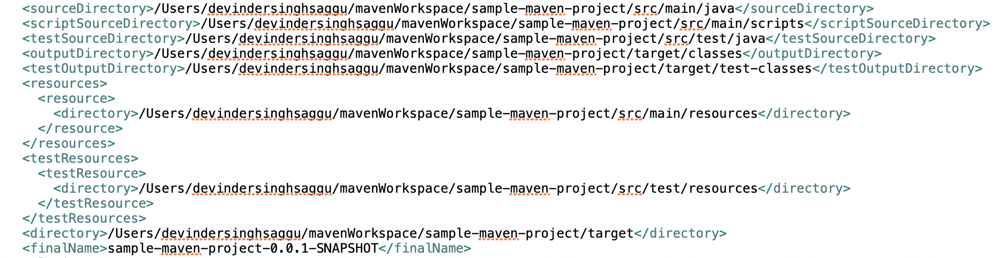 <sourceDirectory>/Users/devindersinghsaggu/mavenWorkspace/sample-maven-project/src/main/java</sourceDirectory>
<scriptSourceDirectory>/Users/devindersinghsaggu/mavenWorkspace/sample-maven-project/src/main/scripts</scriptSourceDirectory>
<testSourceDirectory>/Users/devindersinghsaggu/mavenWorkspace/sample-maven-project/src/test/java</testSourceDirectory>
<outputDirectory>/Users/devindersinghsaggu/mavenWorkspace/sample-maven-project/target/classes</outputDirectory>
<testOutputDirectory>/Users/devindersinghsaggu/mavenWorkspace/sample-maven-project/target/test-classes</testOutputDirectory>
<resources>
  <resource>
    <directory>/Users/devindersinghsaggu/mavenWorkspace/sample-maven-project/src/main/resources</directory>
  </resource>
</resources>
<testResources>
  <testResource>
    <directory>/Users/devindersinghsaggu/mavenWorkspace/sample-maven-project/src/test/resources</directory>
  </testResource>
</testResources>
<directory>/Users/devindersinghsaggu/mavenWorkspace/sample-maven-project/target</directory>
<finalName>sample-maven-project-0.0.1-SNAPSHOT</finalName>